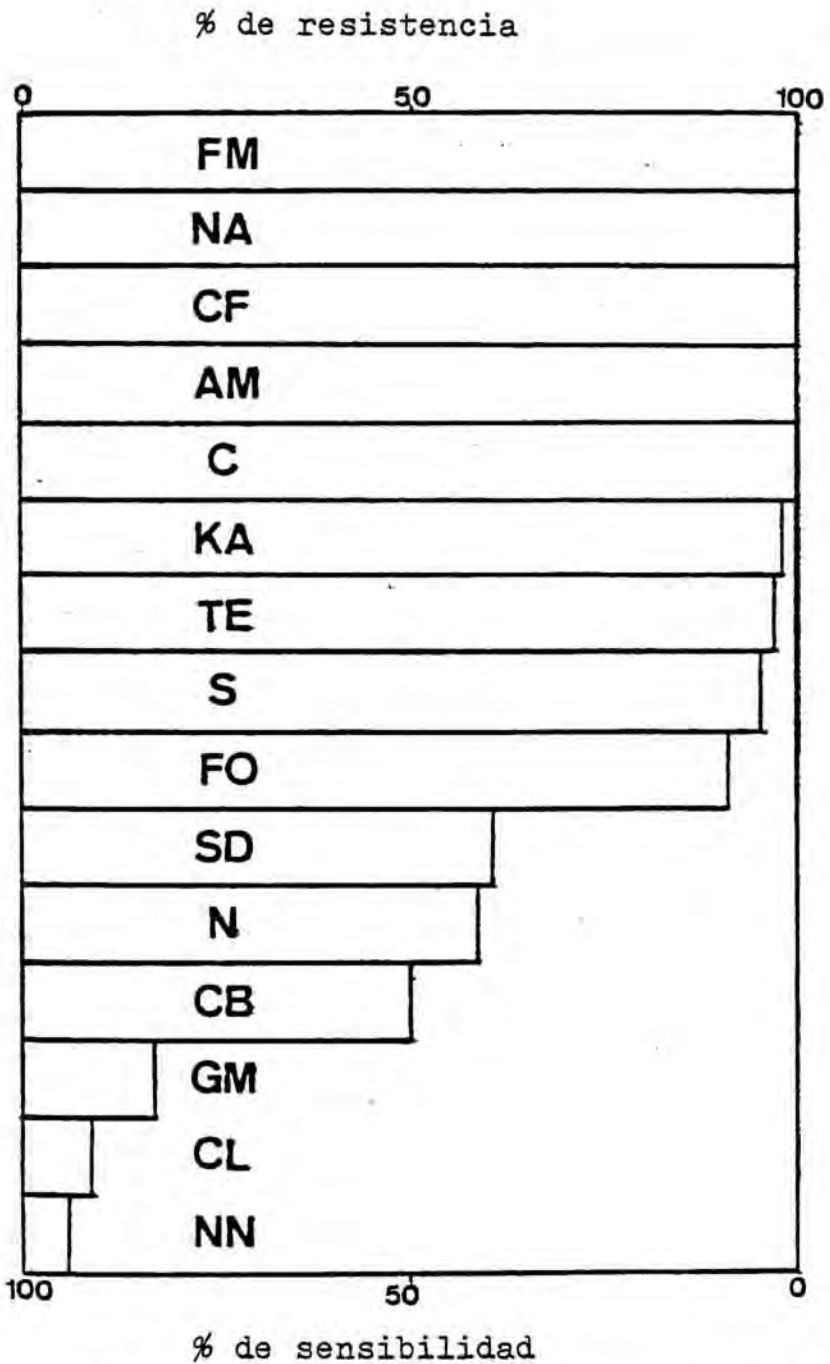 % de resistencia
0 50 100
FM
NA
CF
AM
C
KA
TE
S
FO
SD
N
CB
GM
CL
NN
100 50 0
% de sensibilidad